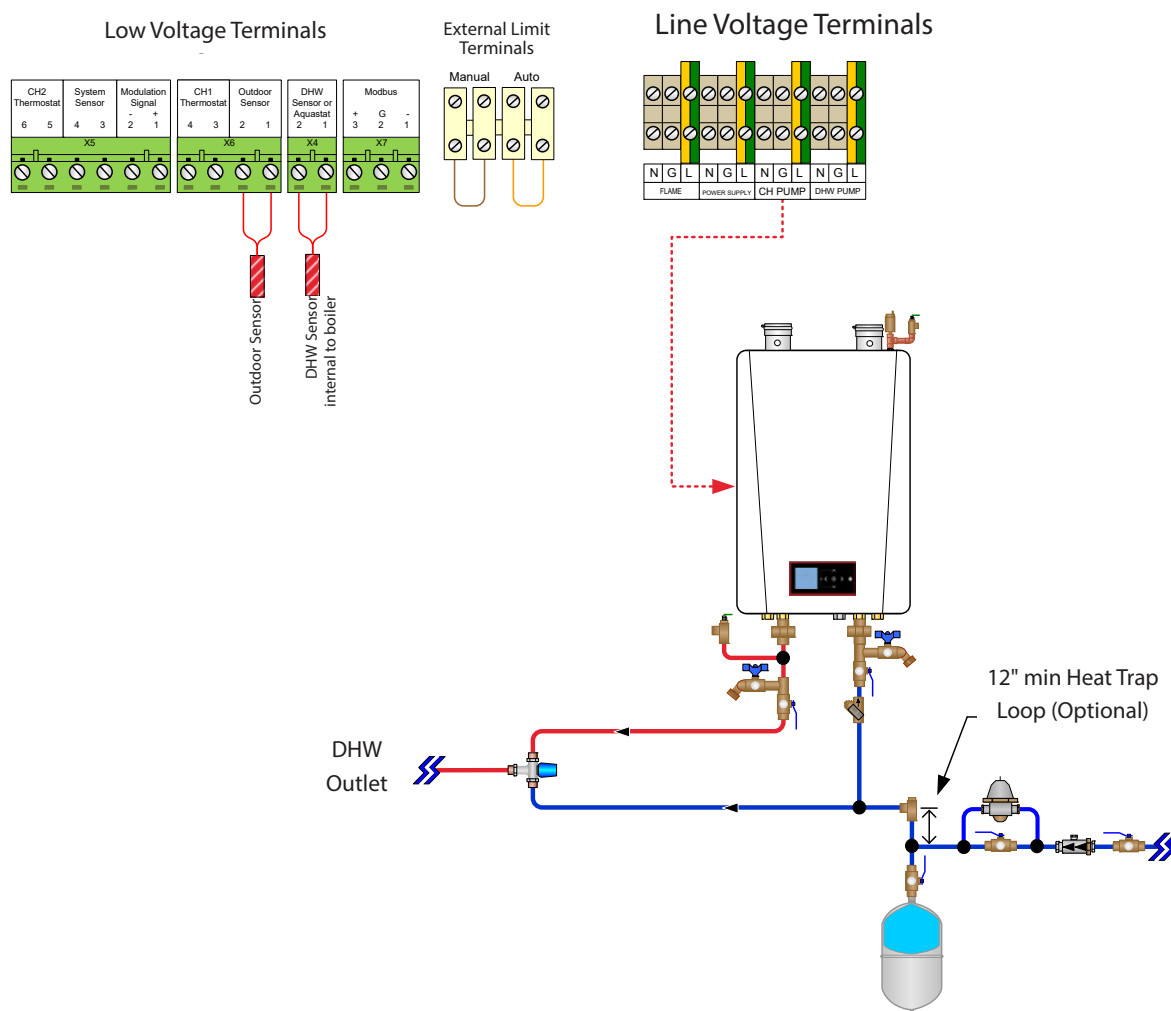 Low Voltage Terminals
External Limit
Terminals
Line Voltage Terminals
Manual Auto
CH2
Thermostat
6 5
System
Sensor
4 3
Modulation
Signal
- +
2 1
X5
CH1
Thermostat
4 3
Outdoor
Sensor
2 1
X6
DHW
Sensor or
Aquastat
2 1
X4
Modbus
+ G -
3 2 1
X7
N G L N G L N G L N G L
FLAME POWER SUPPLY CH PUMP DHW PUMP
Outdoor Sensor
DHW Sensor
internal to boiler
12" min Heat Trap
Loop (Optional)
DHW
Outlet